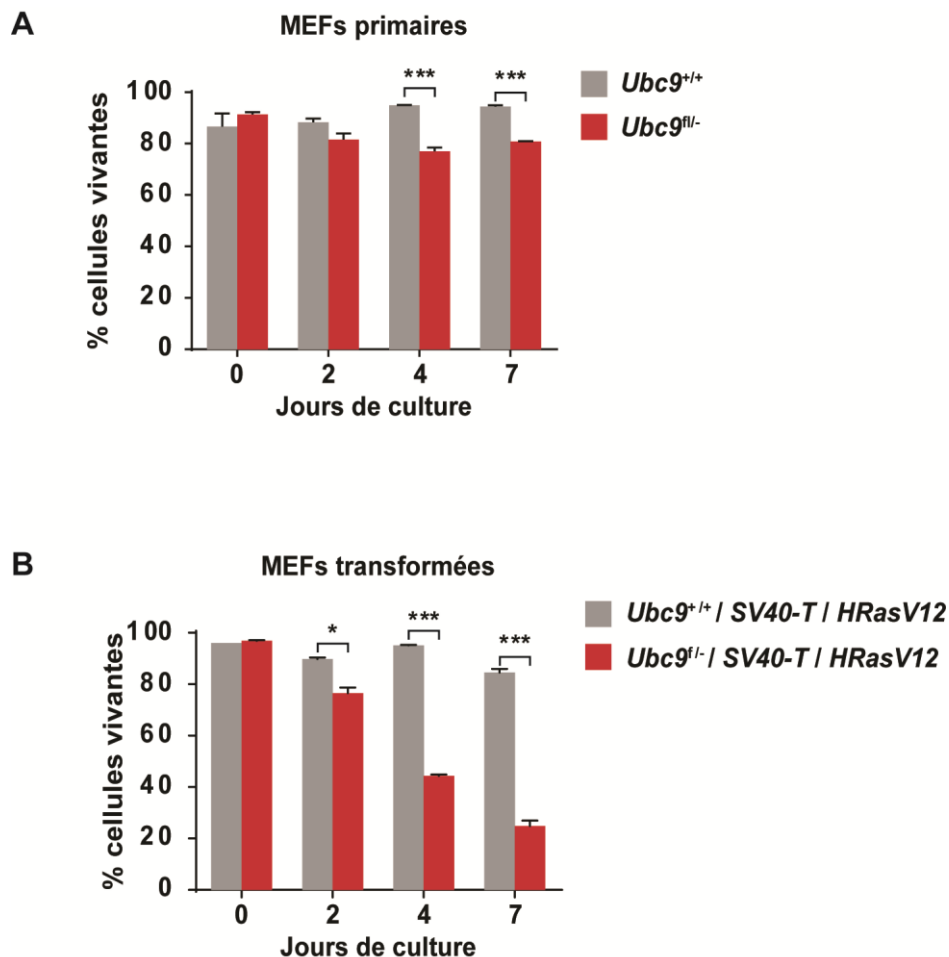 A
MEFs primaires
Ubc9+/+
Ubc9fl/-
% cellules vivantes
100
80
60
40
20
0
*** ***
0 2 4 7
Jours de culture
B
MEFs transformées
Ubc9+/+ / SV40-T / HRasV12
Ubc9f/- / SV40-T / HRasV12
% cellules vivantes
100
80
60
40
20
0
* *** ***
0 2 4 7
Jours de culture